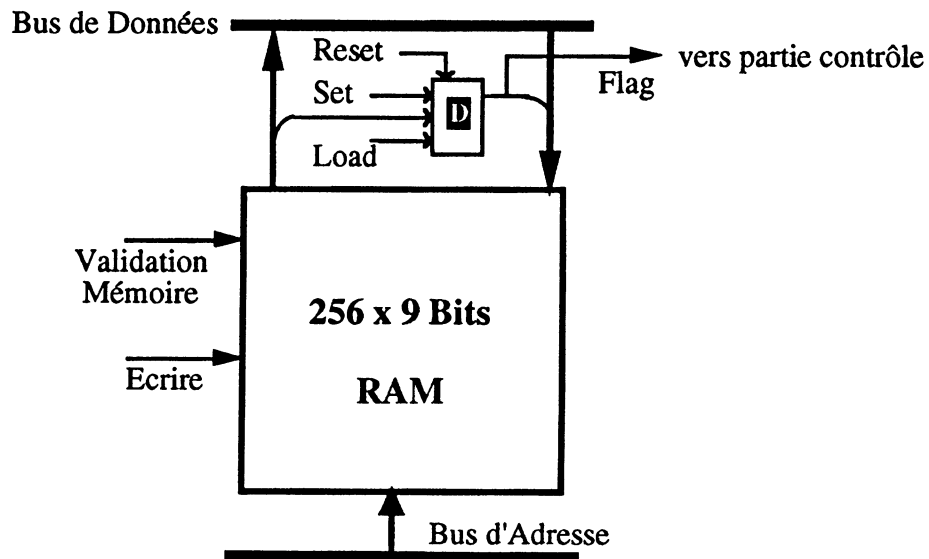 Bus de Données
Reset
vers partie contrôle
Flag
Set
D
Load
Validation
Mémoire
256 x 9 Bits
Ecrire
RAM
Bus d'Adresse